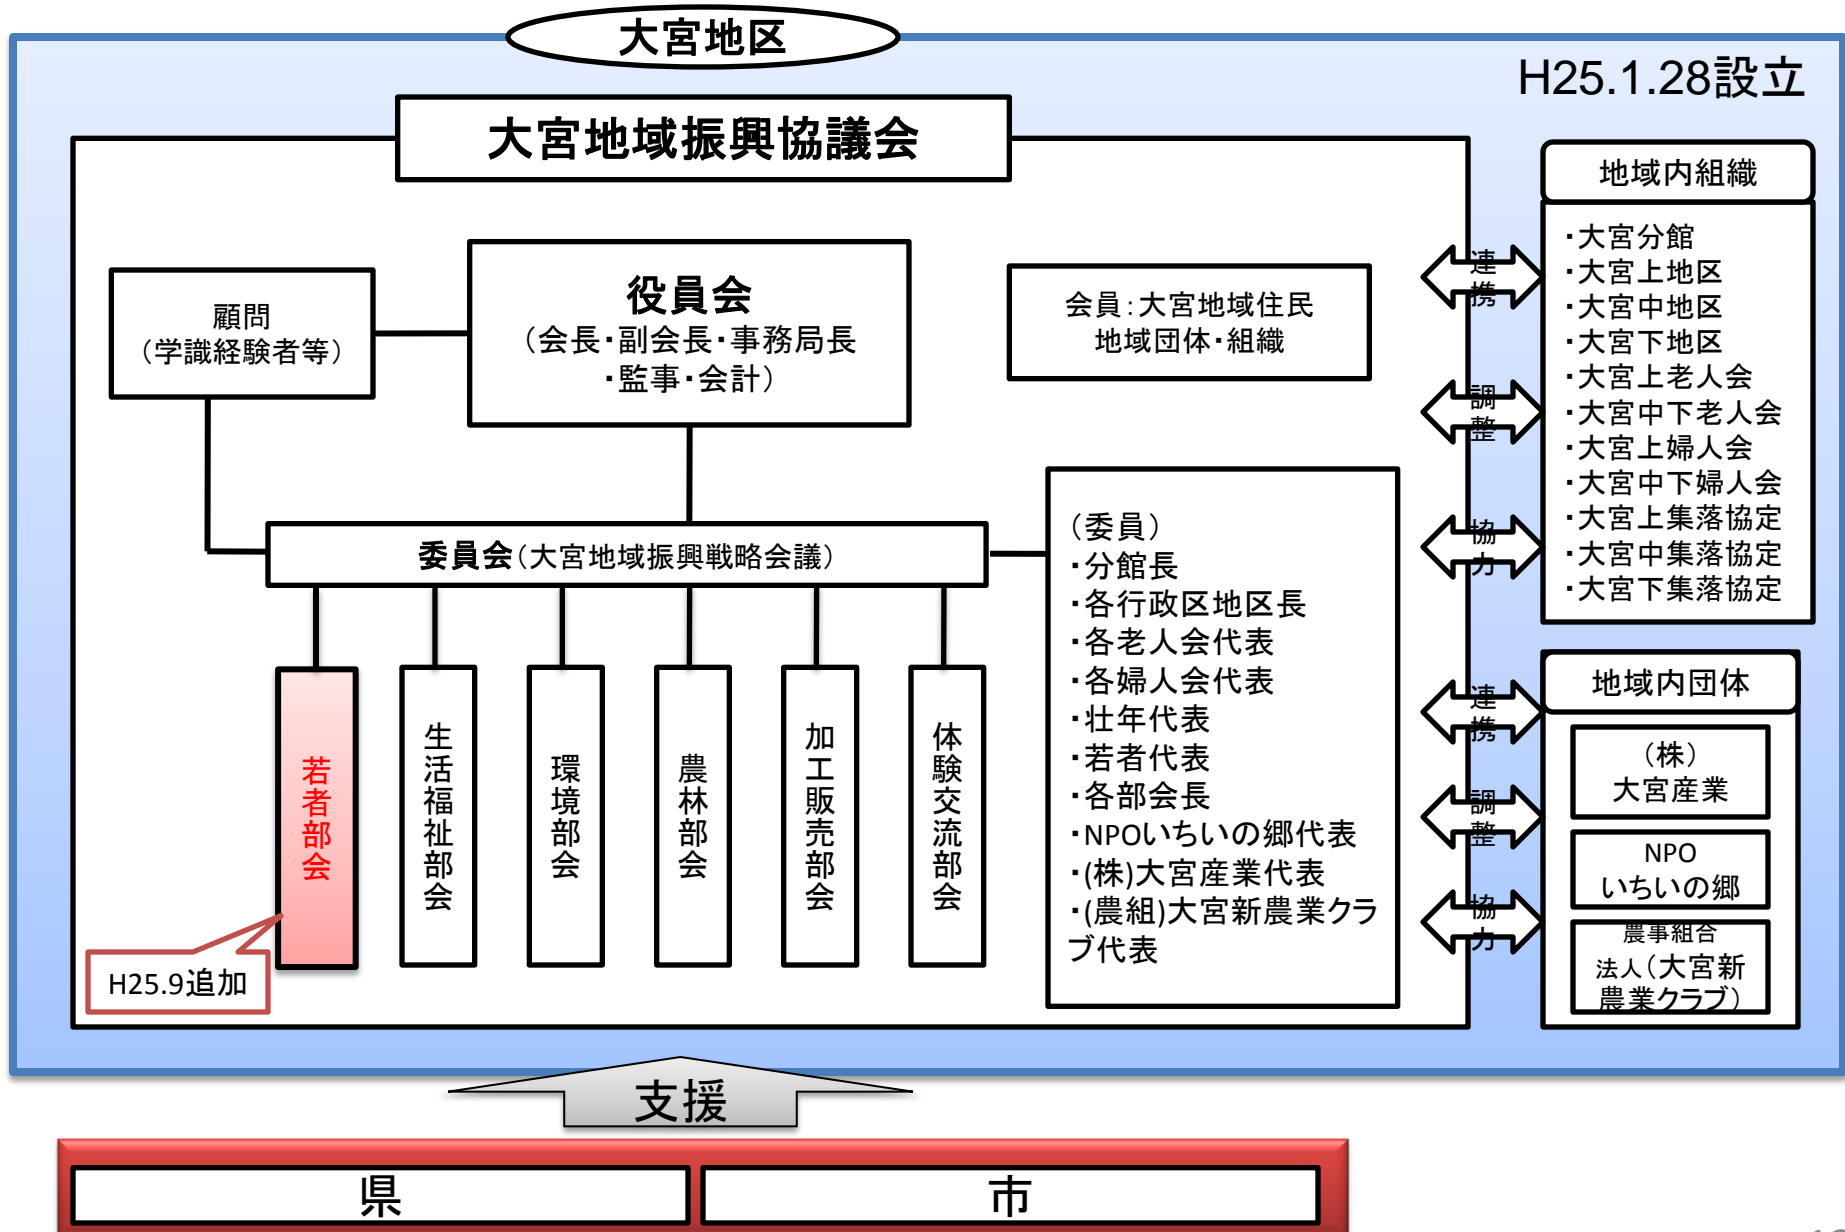 大宮地区
H25.1.28設立
大宮地域振興協議会
顧問
（学識経験者等）
役員会
（会長・副会長・事務局長
・監事・会計）
会員：大宮地域住民
地域団体・組織
委員会（大宮地域振興戦略会議）
若者部会
生活福祉部会
環境部会
農林部会
加工販売部会
体験交流部会
H25.9追加
（委員）
・分館長
・各行政区地区長
・各老人会代表
・各婦人会代表
・壮年代表
・若者代表
・各部会長
・NPOいちいの郷代表
・(株)大宮産業代表
・(農組)大宮新農業クラ
ブ代表
連携
調整
協力
連携
調整
協力
地域内組織
・大宮分館
・大宮上地区
・大宮中地区
・大宮下地区
・大宮上老人会
・大宮中下老人会
・大宮上婦人会
・大宮中下婦人会
・大宮上集落協定
・大宮中集落協定
・大宮下集落協定
地域内団体
（株）
大宮産業
NPO
いちいの郷
農事組合
法人（大宮新
農業クラブ）
支援
県
市